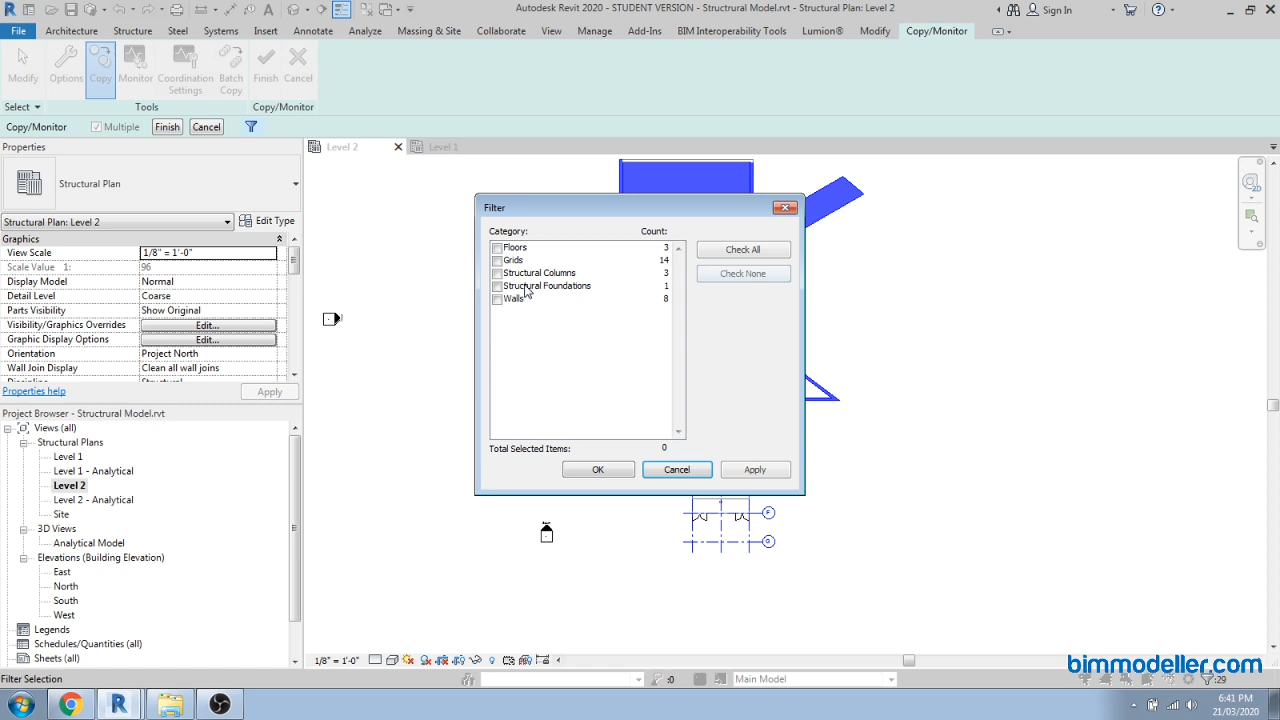 Autodesk Revit 2020 - STUDENT VERSION - Strucrural Model.rvt - Structural Plan: Level 2
Sign In
File Architecture Structure Steel Systems Insert Annotate Analyze Massing & Site Collaborate View Manage Add-Ins BIM Interoperability Tools Lumion® Modify Copy/Monitor
Modify Options Copy Monitor Coordination Settings Batch Copy Finish Cancel
Select Tools Copy/Monitor
Copy/Monitor Multiple Finish Cancel
Properties
Level 2 Level 1
Structural Plan
Structural Plan: Level 2 Edit Type
Graphics
View Scale 1/8" = 1'-0"
Scale Value 1: 96
Display Model Normal
Detail Level Coarse
Parts Visibility Show Original
Visibility/Graphics Overrides Edit...
Graphic Display Options Edit...
Orientation Project North
Wall Join Display Clean all wall joins
Discipline Structural
Properties help Apply
Project Browser - Structrural Model.rvt
Views (all)
Structural Plans
Level 1
Level 1 - Analytical
Level 2
Level 2 - Analytical
Site
3D Views
Analytical Model
Elevations (Building Elevation)
East
North
South
West
Legends
Schedules/Quantities (all)
Sheets (all)
Filter
Category: Count:
Floors 3
Grids 14
Structural Columns 3
Structural Foundations 1
Walls 8
Check All
Check None
Total Selected Items: 0
OK Cancel Apply
F
G
1/8" = 1'-0"
bimmodeller.com
Filter Selection
:0
Main Model
:29
6:41 PM
21/03/2020